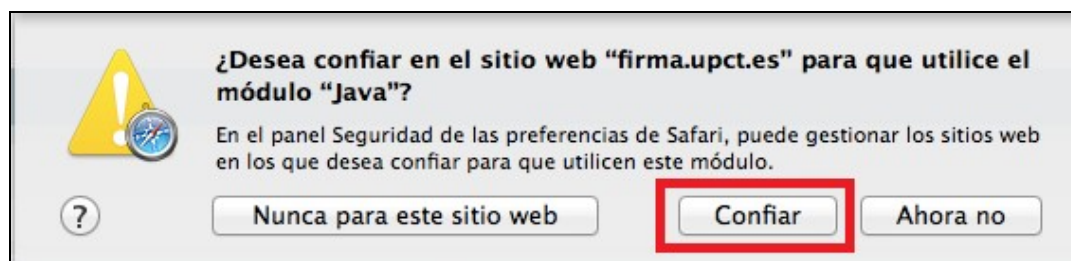 ¿Desea confiar en el sitio web “firma.upct.es” para que utilice el
módulo “Java”?
En el panel Seguridad de las preferencias de Safari, puede gestionar los sitios web
en los que desea confiar para que utilicen este módulo.
?
Nunca para este sitio web
Confiar
Ahora no